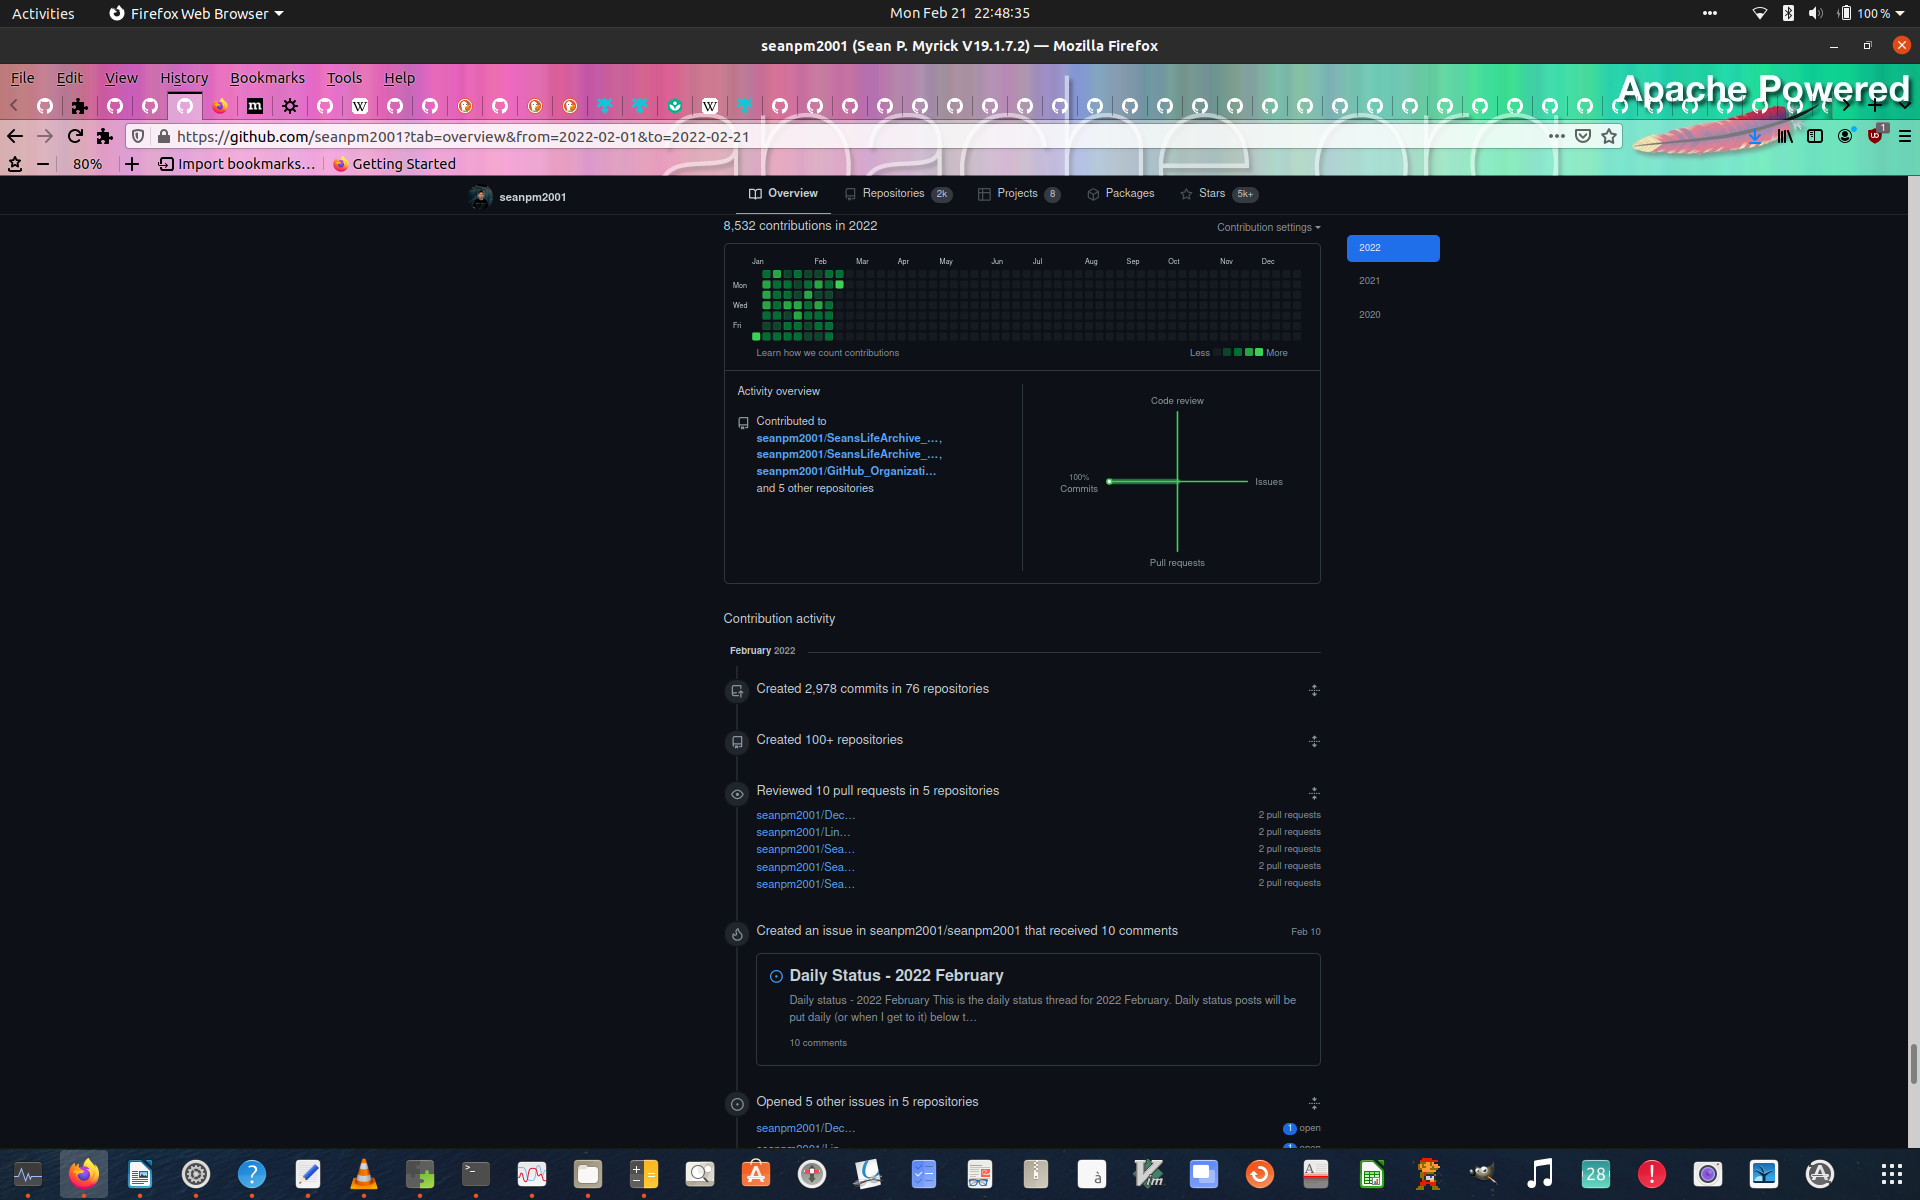 Activities
Firefox Web Browser
Mon Feb 21 22:48:35
100 %
seanpm2001 (Sean P. Myrick V19.1.7.2) — Mozilla Firefox
File Edit View History Bookmarks Tools Help
Apache Powered
https://github.com/seanpm2001?tab=overview&from=2022-02-01&to=2022-02-21
1
80%
Import bookmarks...
Getting Started
seanpm2001
Overview
Repositories 2k
Projects 8
Packages
Stars 5k+
8,532 contributions in 2022
Contribution settings
2022
2021
2020
Jan Feb Mar Apr May Jun Jul Aug Sep Oct Nov Dec
Mon
Wed
Fri
Learn how we count contributions
Less More
Activity overview
Contributed to
seanpm2001/SeansLifeArchive_…,
seanpm2001/SeansLifeArchive_…,
seanpm2001/GitHub_Organizati…
and 5 other repositories
Code review
100%
Commits
Issues
Pull requests
Contribution activity
February 2022
Created 2,978 commits in 76 repositories
Created 100+ repositories
Reviewed 10 pull requests in 5 repositories
seanpm2001/Dec… 2 pull requests
seanpm2001/Lin… 2 pull requests
seanpm2001/Sea… 2 pull requests
seanpm2001/Sea… 2 pull requests
seanpm2001/Sea… 2 pull requests
Created an issue in seanpm2001/seanpm2001 that received 10 comments
Feb 10
Daily Status - 2022 February
Daily status - 2022 February This is the daily status thread for 2022 February. Daily status posts will be
put daily (or when I get to it) below t…
10 comments
Opened 5 other issues in 5 repositories
seanpm2001/Dec… 1 open
28